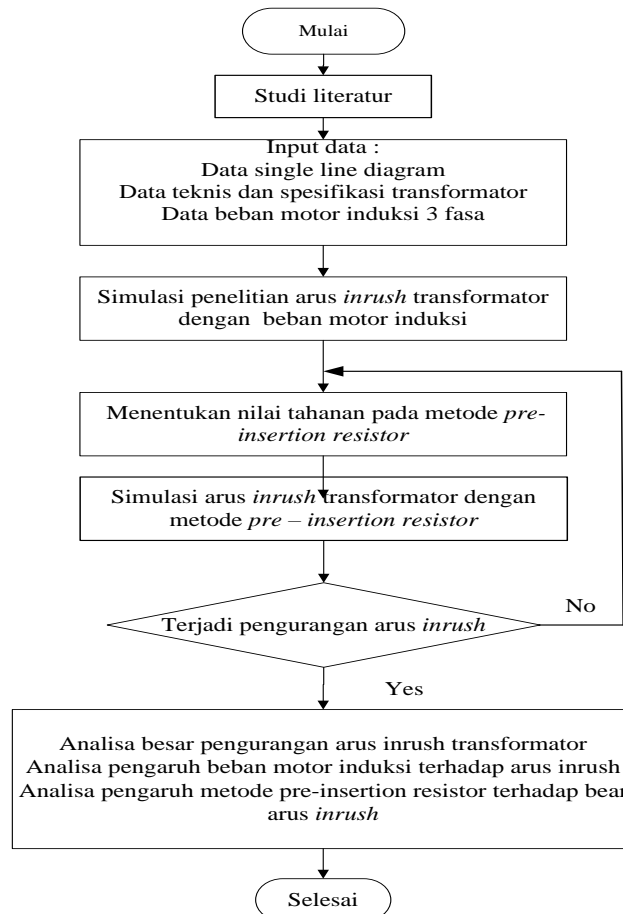 Mulai
Studi literatur
Input data :
Data single line diagram
Data teknis dan spesifikasi transformator
Data beban motor induksi 3 fasa
Simulasi penelitian arus inrush transformator
dengan beban motor induksi
Menentukan nilai tahanan pada metode pre-
insertion resistor
Simulasi arus inrush transformator dengan
metode pre – insertion resistor
Terjadi pengurangan arus inrush
No
Yes
Analisa besar pengurangan arus inrush transformator
Analisa pengaruh beban motor induksi terhadap arus inrush
Analisa pengaruh metode pre-insertion resistor terhadap besar
arus inrush
Selesai